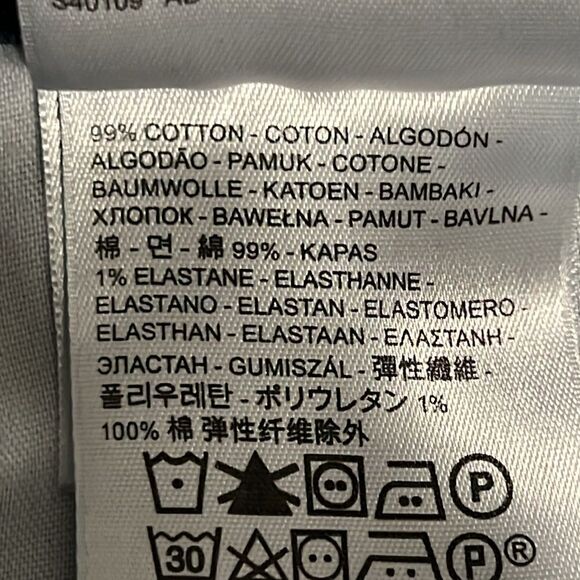 340109 AB
99% COTTON - COTON - ALGODÓN -
ALGODÃO - PAMUK - COTONE -
BAUMWOLLE - KATOEN - BAMBAKI -
ХЛОПОК - BAWEŁNA - PAMUT - BAVLNA -
棉 - 면 - 綿 99% - KAPAS
1% ELASTANE - ELASTHANNE -
ELASTANO - ELASTAN - ELASTOMERO -
ELASTHAN - ELASTAAN - ΕΛΑΣΤΑΝΗ -
ЭЛАСТАН - GUMISZÁL - 彈性纖維 -
폴리우레탄 - ポリウレタン 1%
100% 棉 弹性纤维除外
P
30 P®